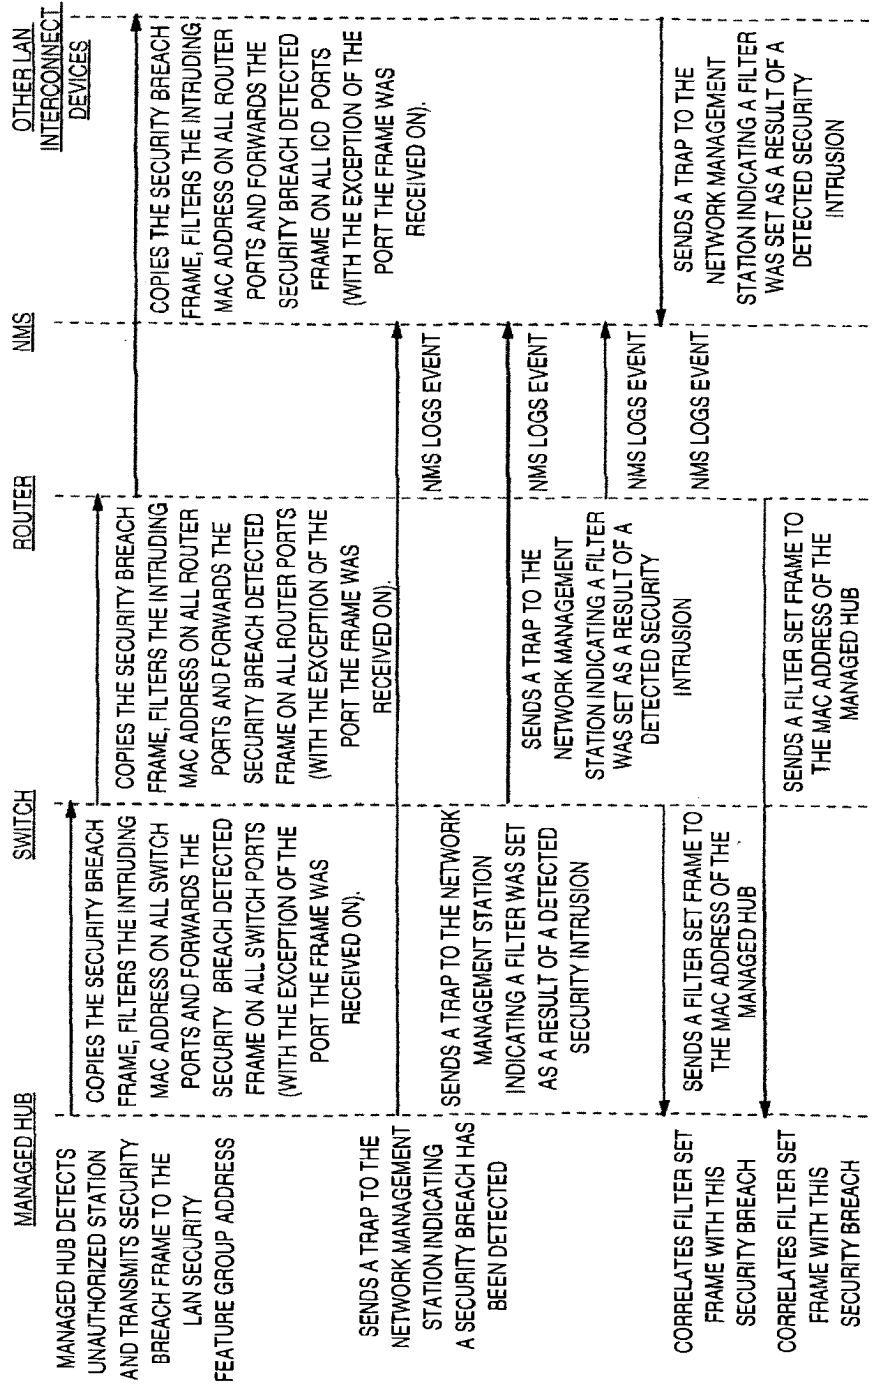 MANAGED HUB
SWITCH
ROUTER
NMS
OTHER LAN
INTERCONNECT
DEVICES
MANAGED HUB DETECTS
UNAUTHORIZED STATION
AND TRANSMITS SECURITY
BREACH FRAME TO THE
LAN SECURITY
FEATURE GROUP ADDRESS
COPIES THE SECURITY BREACH
FRAME, FILTERS THE INTRUDING
MAC ADDRESS ON ALL SWITCH
PORTS AND FORWARDS THE
SECURITY BREACH DETECTED
FRAME ON ALL SWITCH PORTS
(WITH THE EXCEPTION OF THE
PORT THE FRAME WAS
RECEIVED ON).
COPIES THE SECURITY BREACH
FRAME, FILTERS THE INTRUDING
MAC ADDRESS ON ALL ROUTER
PORTS AND FORWARDS THE
SECURITY BREACH DETECTED
FRAME ON ALL ROUTER PORTS
(WITH THE EXCEPTION OF THE
PORT THE FRAME WAS
RECEIVED ON).
COPIES THE SECURITY BREACH
FRAME, FILTERS THE INTRUDING
MAC ADDRESS ON ALL ROUTER
PORTS AND FORWARDS THE
SECURITY BREACH DETECTED
FRAME ON ALL ICD PORTS
(WITH THE EXCEPTION OF THE
PORT THE FRAME WAS
RECEIVED ON).
SENDS A TRAP TO THE
NETWORK MANAGEMENT
STATION INDICATING
A SECURITY BREACH HAS
BEEN DETECTED
NMS LOGS EVENT
SENDS A TRAP TO THE NETWORK
MANAGEMENT STATION
INDICATING A FILTER WAS SET
AS A RESULT OF A DETECTED
SECURITY INTRUSION
NMS LOGS EVENT
SENDS A TRAP TO THE
NETWORK MANAGEMENT
STATION INDICATING A FILTER
WAS SET AS A RESULT OF A
DETECTED SECURITY
INTRUSION
NMS LOGS EVENT
SENDS A TRAP TO THE
NETWORK MANAGEMENT
STATION INDICATING A FILTER
WAS SET AS A RESULT OF A
DETECTED SECURITY
INTRUSION
NMS LOGS EVENT
CORRELATES FILTER SET
FRAME WITH THIS
SECURITY BREACH
SENDS A FILTER SET FRAME TO
THE MAC ADDRESS OF THE
MANAGED HUB
CORRELATES FILTER SET
FRAME WITH THIS
SECURITY BREACH
SENDS A FILTER SET FRAME TO
THE MAC ADDRESS OF THE
MANAGED HUB